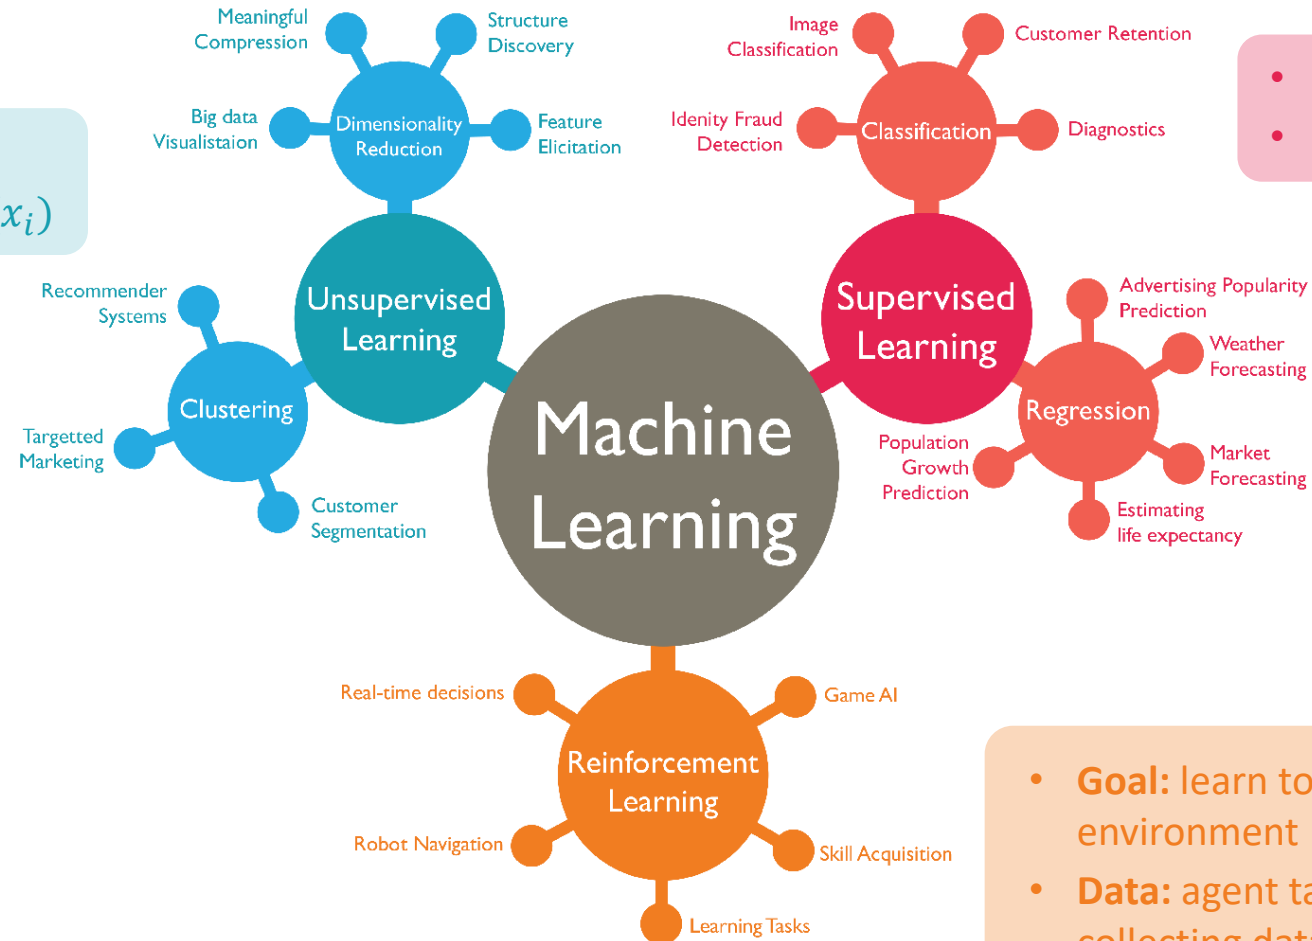 Meaningful
Compression
Structure
Discovery
Big data
Visualistaion
Dimensionality
Reduction
Feature
Elicitation
Image
Classification
Customer Retention
Idenity Fraud
Detection
Classification
Diagnostics
•
•
x_i)
Recommender
Systems
Unsupervised
Learning
Clustering
Targetted
Marketing
Customer
Segmentation
Machine
Learning
Supervised
Learning
Advertising Popularity
Prediction
Weather
Forecasting
Regression
Population
Growth
Prediction
Market
Forecasting
Estimating
life expectancy
Real-time decisions
Game AI
Reinforcement
Learning
Robot Navigation
Skill Acquisition
Learning Tasks
• Goal: learn to
environment
• Data: agent ta
collecting dat